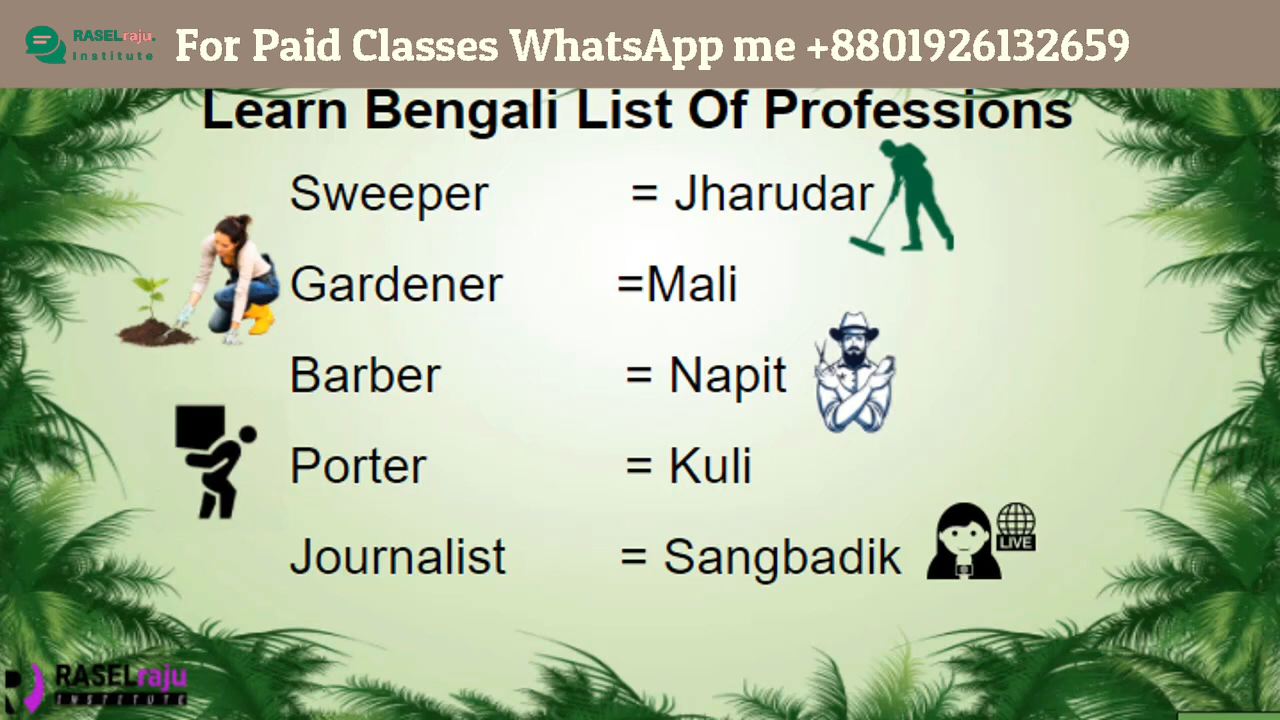 RASELraju.
Institute
For Paid Classes WhatsApp me +8801926132659
Learn Bengali List Of Professions
Sweeper = Jharudar
Gardener =Mali
Barber = Napit
Porter = Kuli
LIVE
Journalist = Sangbadik
RASELraju
INSTITUTE